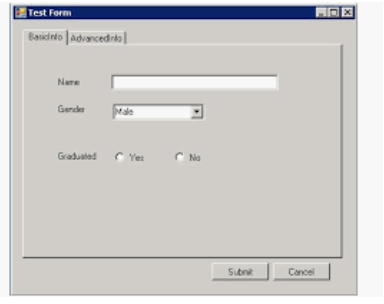 Test Form
BasicInfo AdvancedInfo
Name
Gender Male
Graduated Yes No
Submit Cancel